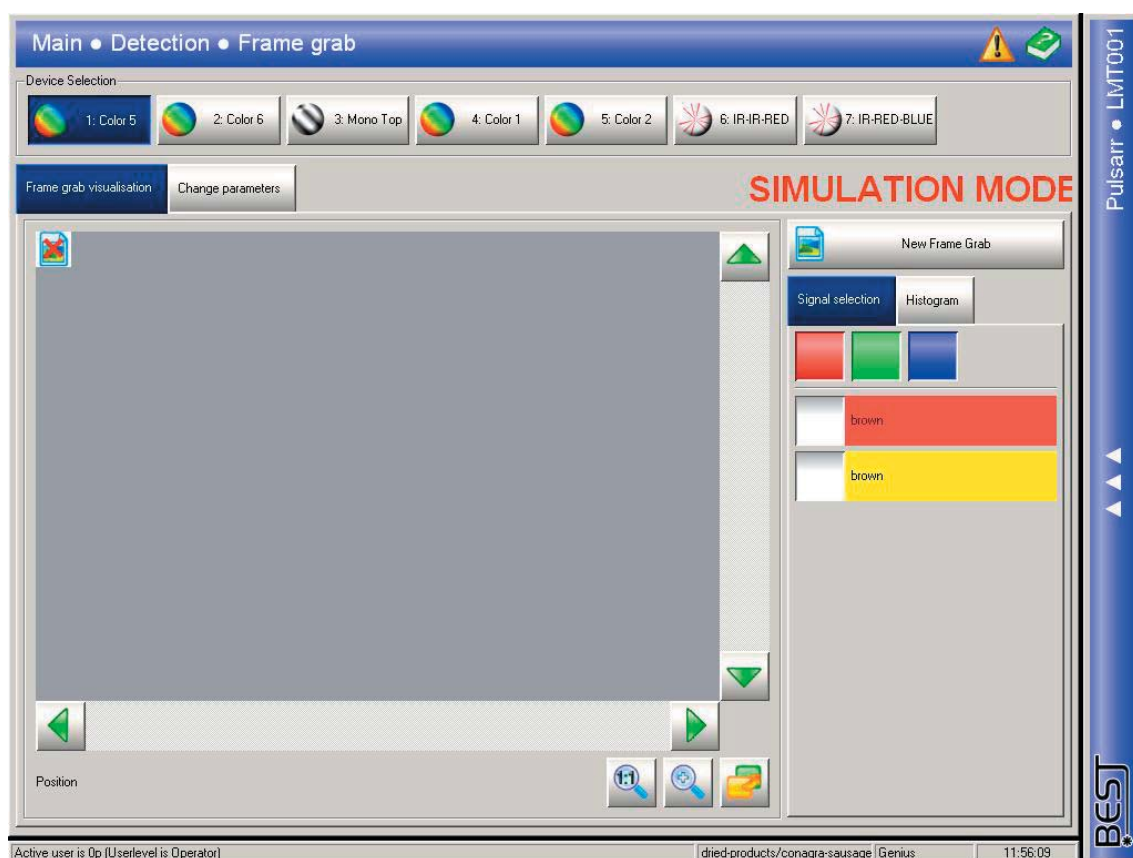 Main ● Detection ● Frame grab
Device Selection
1: Color 5
2: Color 6
3: Mono Top
4: Color 1
5: Color 2
6: IR-IR-RED
7: IR-RED-BLUE
Frame grab visualisation
Change parameters
SIMULATION MODE
New Frame Grab
Signal selection
Histogram
brown
brown
1:1
Position
Active user is Op (Userlevel is Operator)
dried-products/conagra-sausage
Genius
11:56:09
Pulsarr ● LMT001
BEST